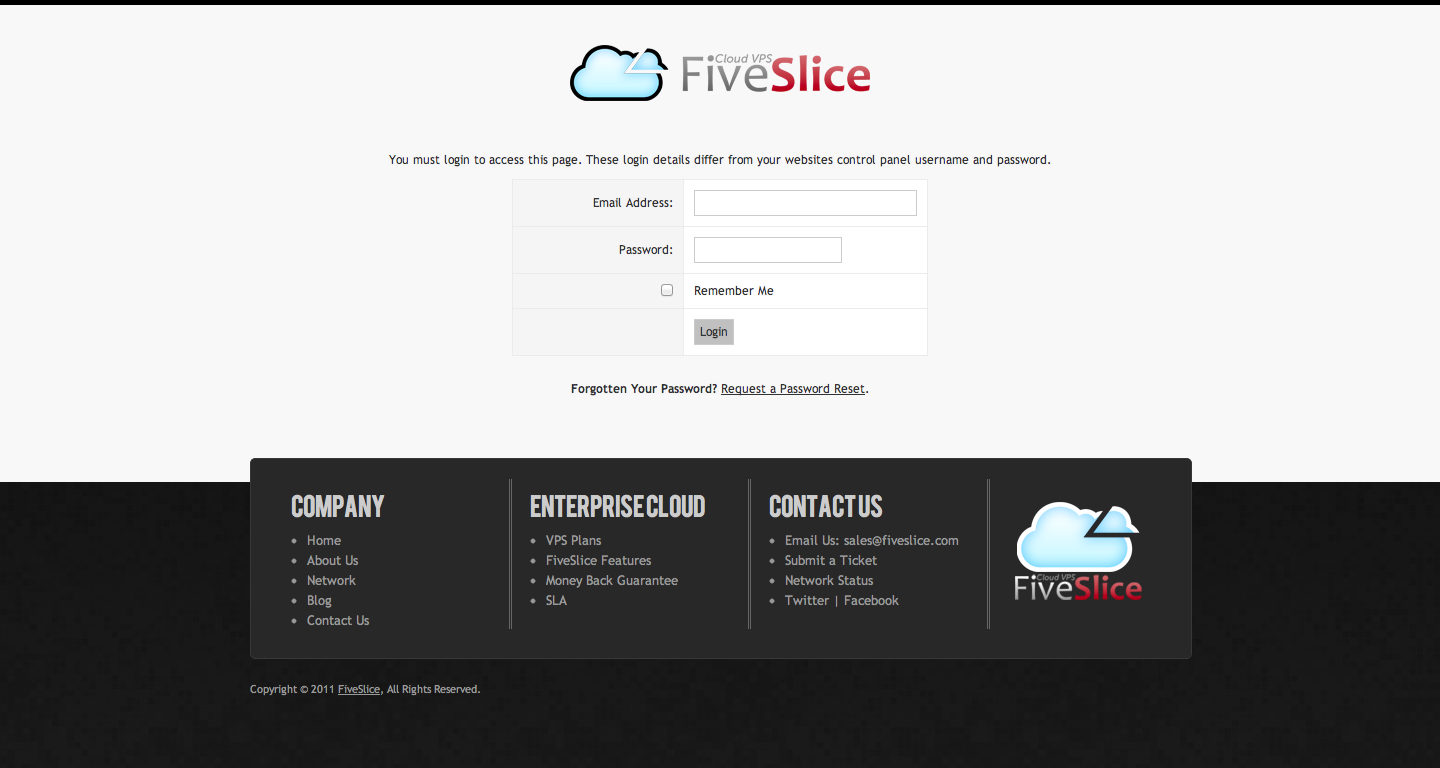 Cloud VPS
FiveSlice
You must login to access this page. These login details differ from your websites control panel username and password.
Email Address:
Password:
Remember Me
Login
Forgotten Your Password? Request a Password Reset.
COMPANY
Home
About Us
Network
Blog
Contact Us
ENTERPRISE CLOUD
VPS Plans
FiveSlice Features
Money Back Guarantee
SLA
CONTACT US
Email Us: sales@fiveslice.com
Submit a Ticket
Network Status
Twitter | Facebook
Cloud VPS
FiveSlice
Copyright © 2011 FiveSlice, All Rights Reserved.